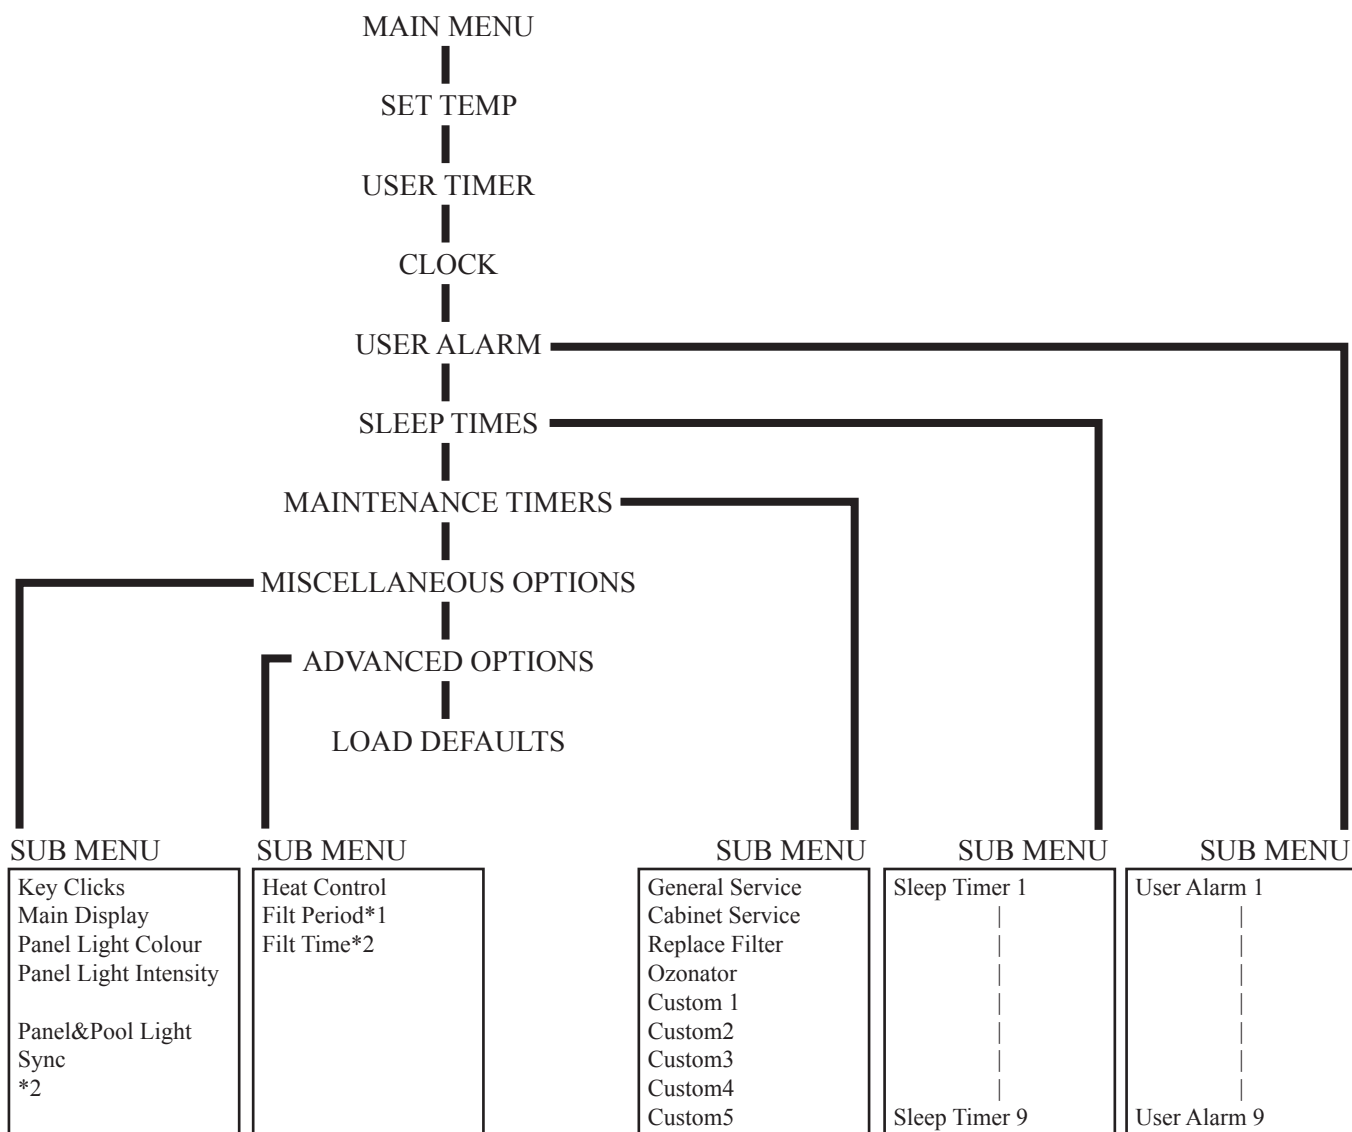 MAIN MENU
SET TEMP
USER TIMER
CLOCK
USER ALARM
SLEEP TIMES
MAINTENANCE TIMERS
MISCELLANEOUS OPTIONS
ADVANCED OPTIONS
LOAD DEFAULTS
SUB MENU
Key Clicks
Main Display
Panel Light Colour
Panel Light Intensity
Panel&Pool Light
Sync
*2
SUB MENU
Heat Control
Filt Period*1
Filt Time*2
SUB MENU
General Service
Cabinet Service
Replace Filter
Ozonator
Custom 1
Custom2
Custom3
Custom4
Custom5
SUB MENU
Sleep Timer 1
Sleep Timer 9
SUB MENU
User Alarm 1
User Alarm 9